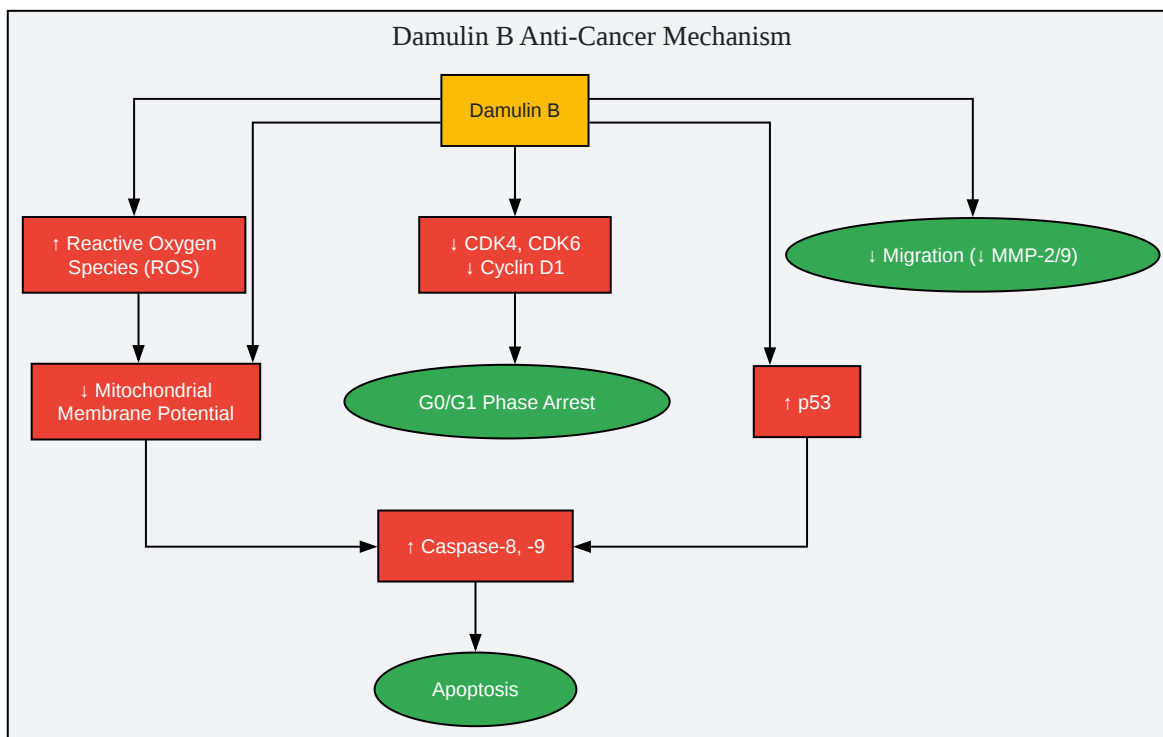 Damulin B Anti-Cancer Mechanism
Damulin B
↑ Reactive Oxygen
Species (ROS)
↓ CDK4, CDK6
↓ Cyclin D1
↓ Migration (↓ MMP-2/9)
↓ Mitochondrial
Membrane Potential
G0/G1 Phase Arrest
↑ p53
↑ Caspase-8, -9
Apoptosis